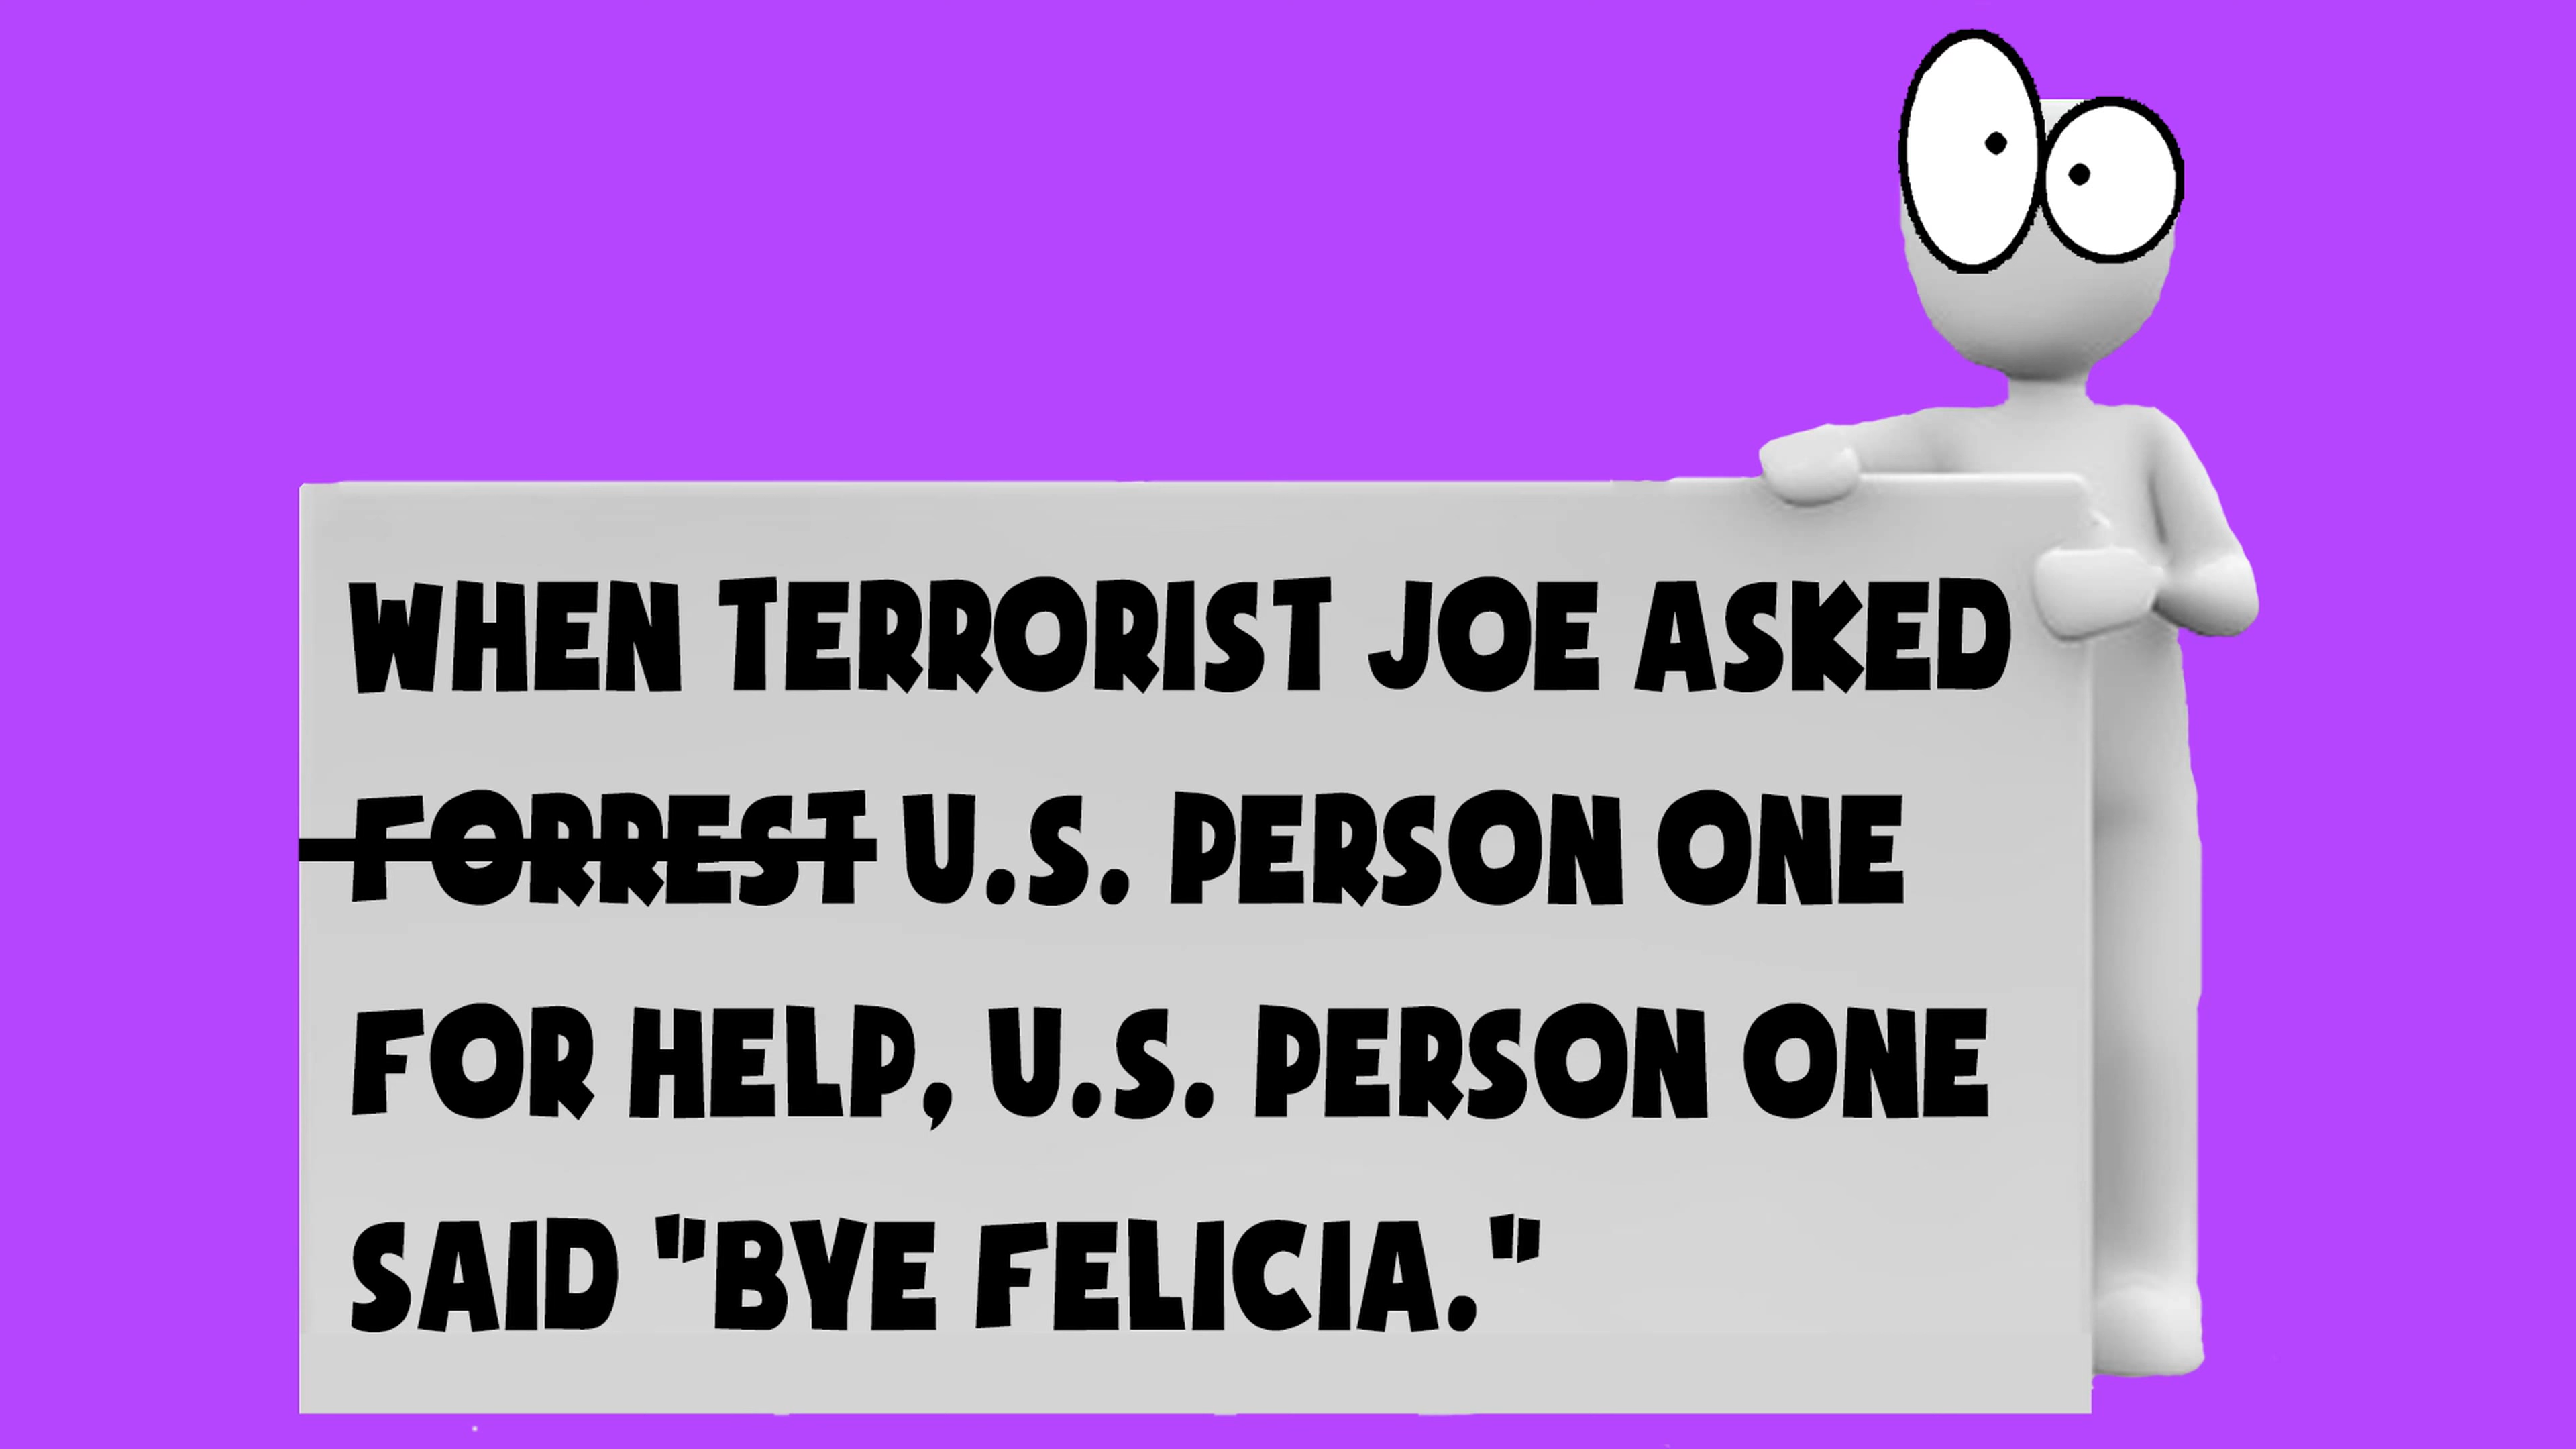 WHEN TERRORIST JOE ASKED
FORREST U.S. PERSON ONE
FOR HELP, U.S. PERSON ONE
SAID "BYE FELICIA."